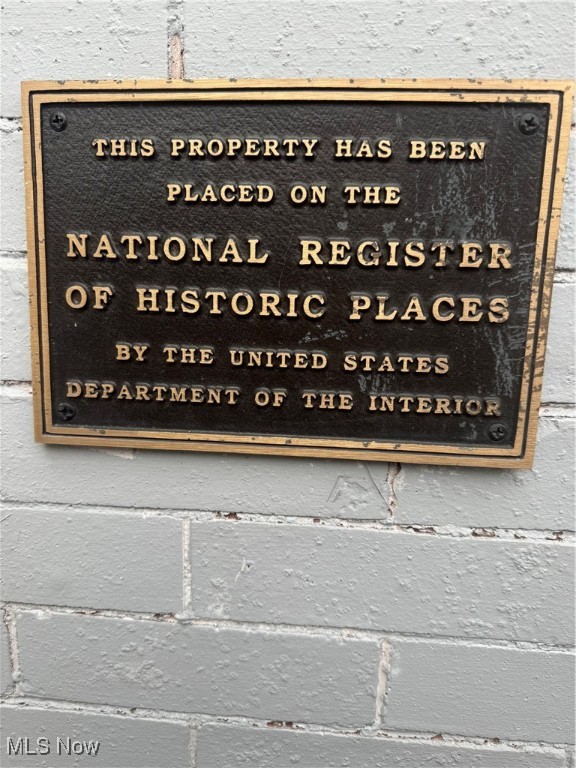 THIS PROPERTY HAS BEEN
PLACED ON THE
NATIONAL REGISTER
OF HISTORIC PLACES
BY THE UNITED STATES
DEPARTMENT OF THE INTERIOR
MLS Now